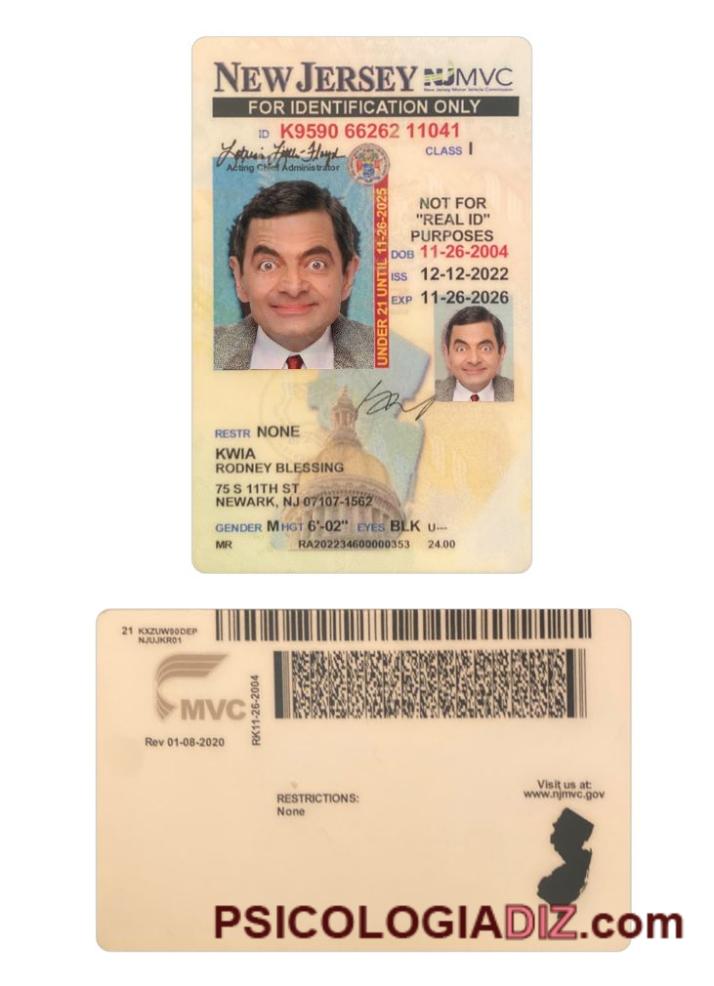 NEW JERSEY NJMVC
New Jersey Motor Vehicle Commission
FOR IDENTIFICATION ONLY
ID K9590 66262 11041
CLASS I
Acting Chief Administrator
UNDER 21 UNTIL 11-26-2025
NOT FOR
"REAL ID"
PURPOSES
DOB 11-26-2004
ISS 12-12-2022
EXP 11-26-2026
RESTR NONE
KWIA
RODNEY BLESSING
75 S 11TH ST
NEWARK, NJ 07107-1562
GENDER M HGT 6'-02" EYES BLK U---
MR RA202234600000353 24.00
21 KXZUW90DEP
NJUJKR01
MVC
RK11-26-2004
Rev 01-08-2020
RESTRICTIONS:
None
Visit us at:
www.njmvc.gov
PSICOLOGIADIZ.com